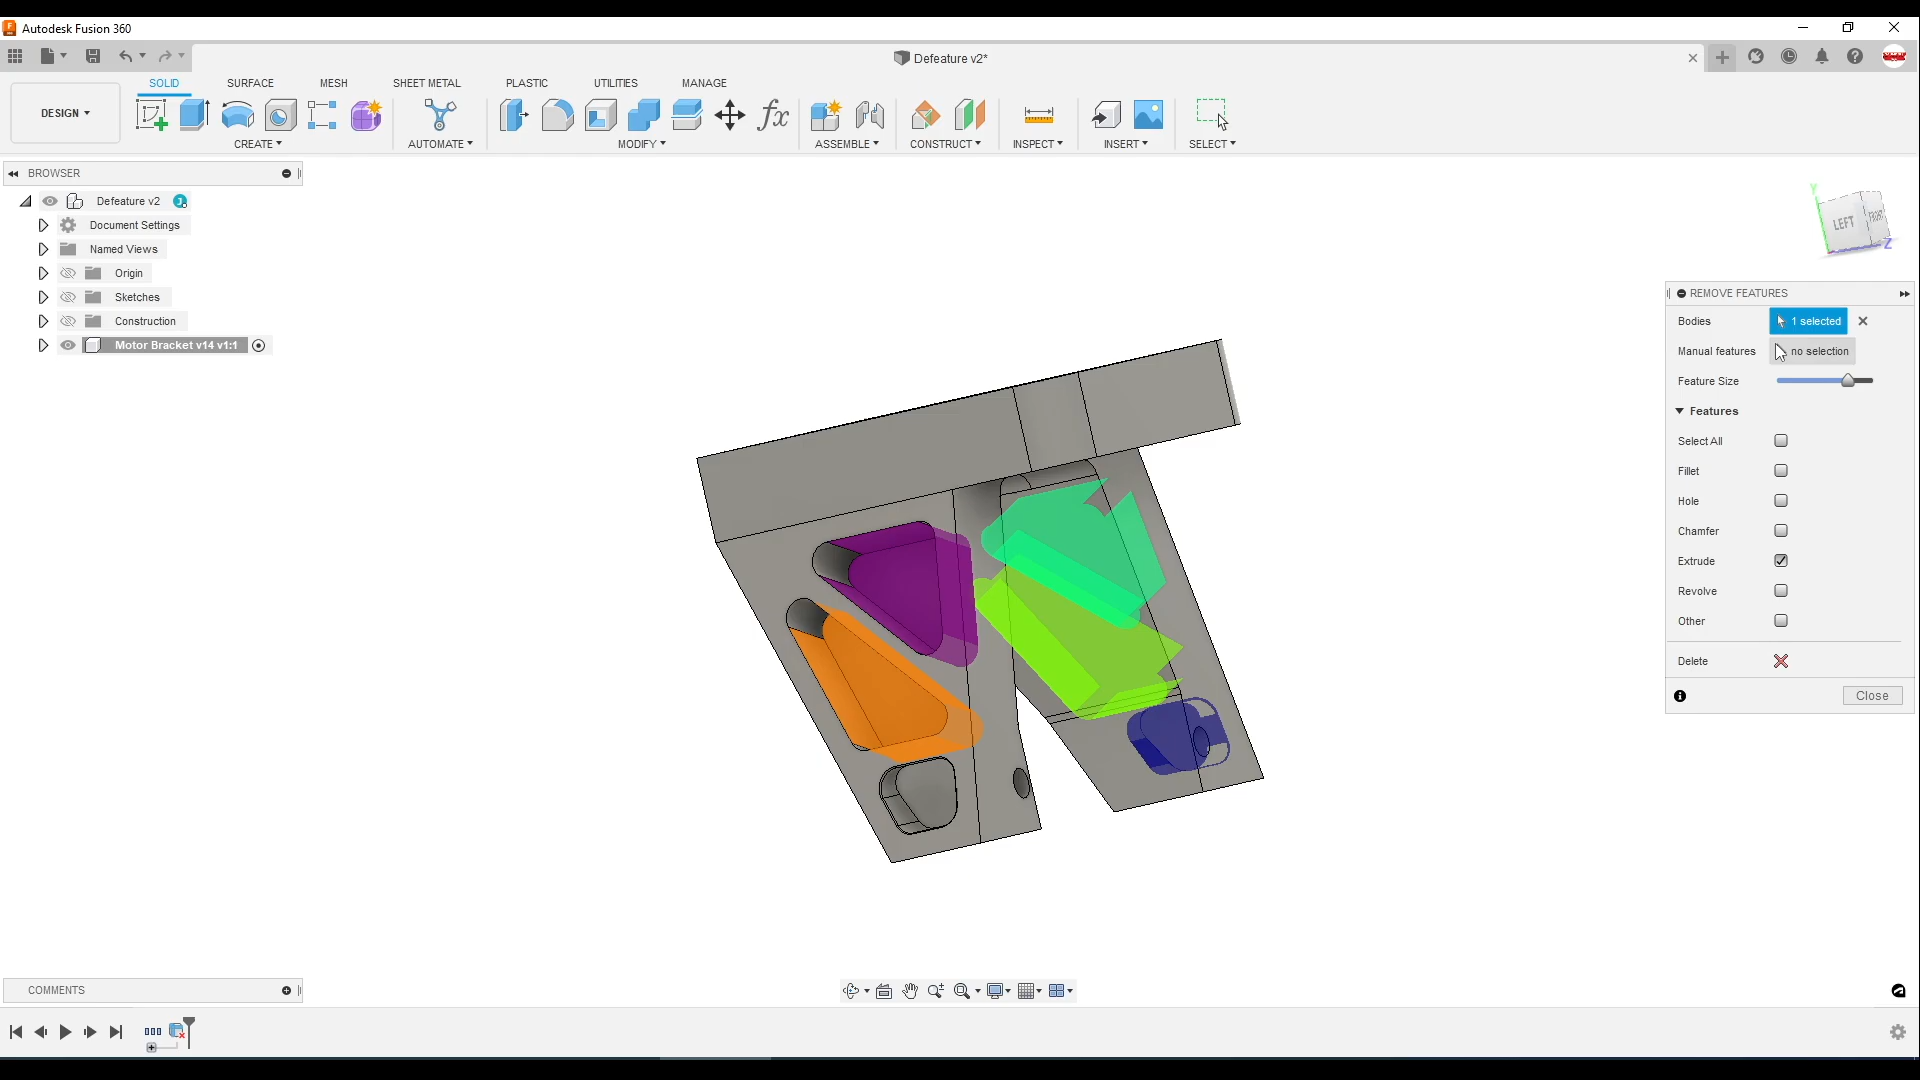 Autodesk Fusion 360
Defeature v2*
DESIGN
SOLID
SURFACE
MESH
SHEET METAL
PLASTIC
UTILITIES
MANAGE
fx
CREATE
AUTOMATE
MODIFY
ASSEMBLE
CONSTRUCT
INSPECT
INSERT
SELECT
BROWSER
Defeature v2
Document Settings
Named Views
Origin
Sketches
Construction
Motor Bracket v14 v1:1
Y
LEFT
FRONT
Z
REMOVE FEATURES
Bodies
1 selected
Manual features
no selection
Feature Size
Features
Select All
Fillet
Hole
Chamfer
Extrude
Revolve
Other
Delete
Close
COMMENTS